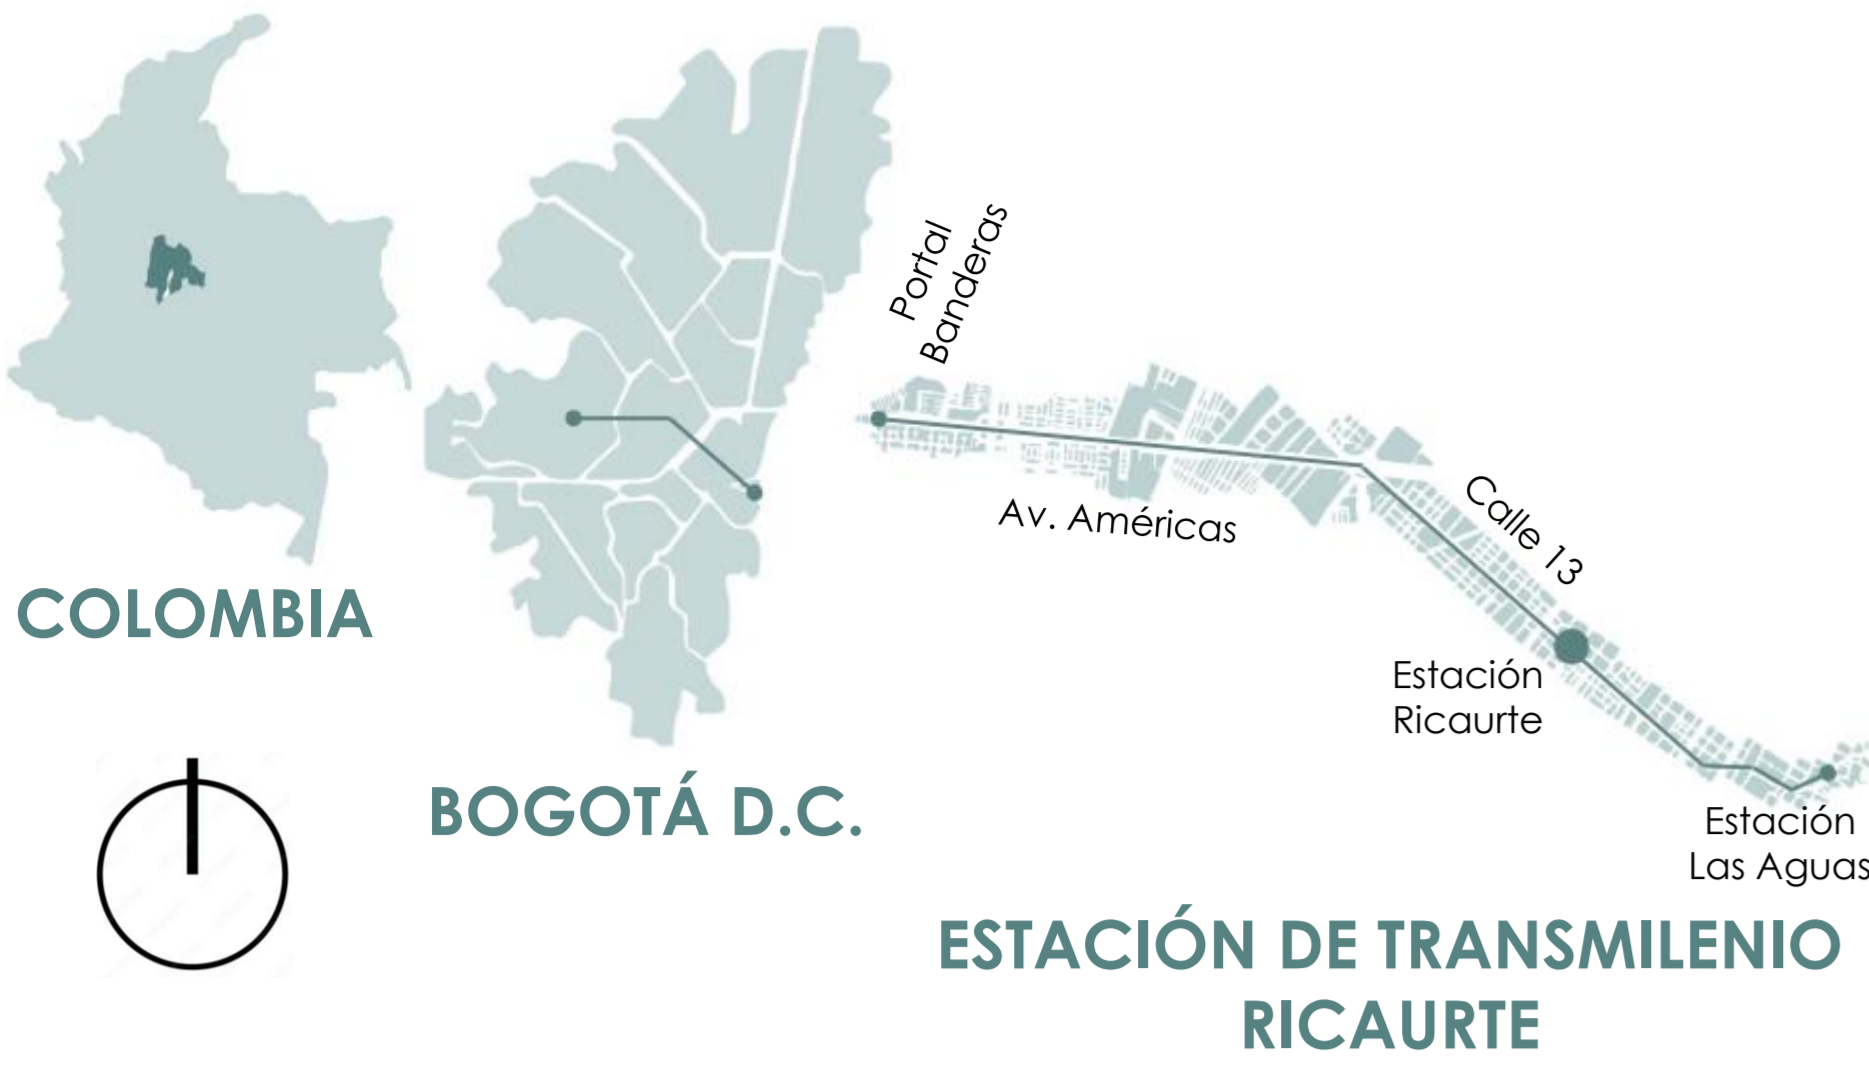 COLOMBIA
BOGOTÁ D.C.
Portal
Banderas
Av. Américas
Calle 13
Estación
Ricaurte
Estación
Las Aguas
ESTACIÓN DE TRANSMILENIO
RICAURTE